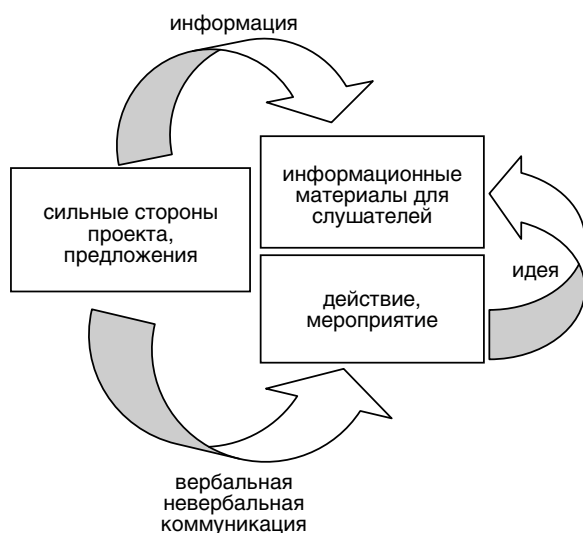 информация
сильные стороны
проекта,
предложения
информационные
материалы для
слушателей
идея
действие,
мероприятие
вербальная
невербальная
коммуникация